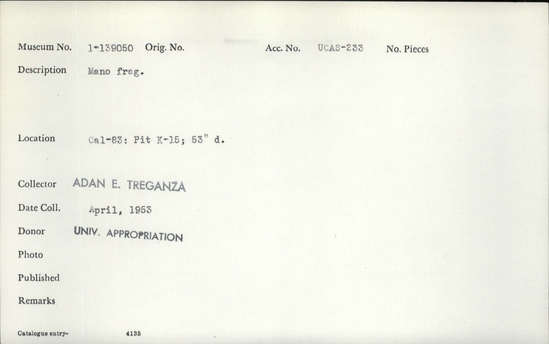 Museum No. 1-139050 Orig. No. Acc. No. UCAS-233 No. Pieces
Description Mano frag.
Location Cal-83: Pit K-15; 53" d.
Collector ADAN E. TREGANZA
Date Coll. April, 1953
Donor UNIV. APPROPRIATION
Photo
Published
Remarks
Catalogue entry- 4135